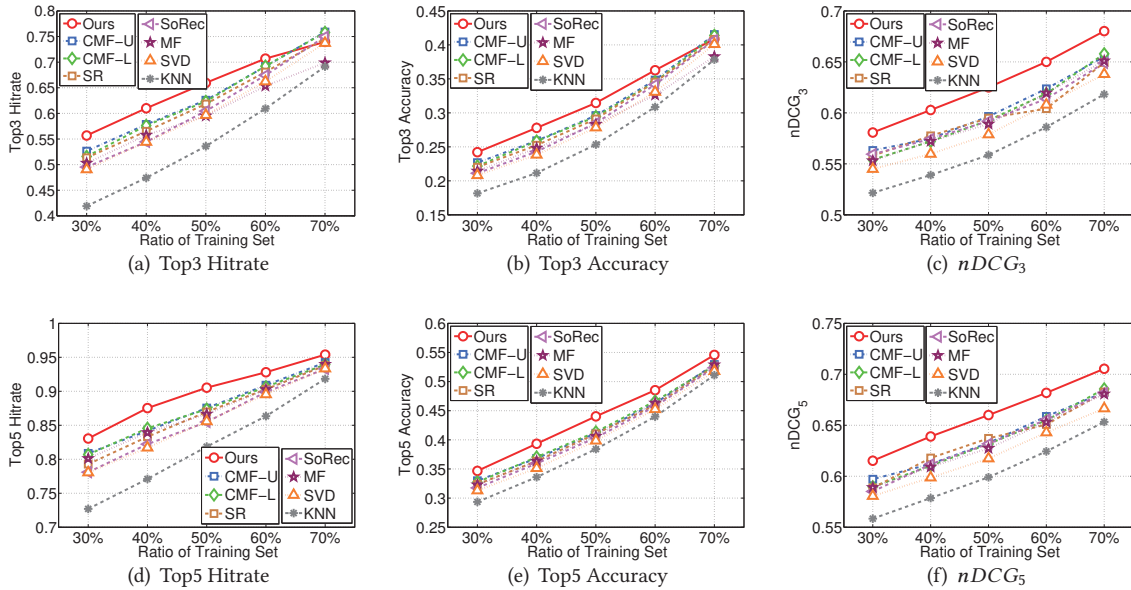 0.8
0.75
0.7
0.65
0.6
0.55
0.5
0.45
0.4
Top3 Hitrate
Ours
CMF−U
CMF−L
SR
SoRec
MF
SVD
KNN
30% 40% 50% 60% 70%
Ratio of Training Set
(a) Top3 Hitrate
0.45
0.4
0.35
0.3
0.25
0.2
0.15
Top3 Accuracy
Ours
CMF−U
CMF−L
SR
SoRec
MF
SVD
KNN
30% 40% 50% 60% 70%
Ratio of Training Set
(b) Top3 Accuracy
0.7
0.65
0.6
0.55
0.5
nDCG3
Ours
CMF−U
CMF−L
SR
SoRec
MF
SVD
KNN
30% 40% 50% 60% 70%
Ratio of Training Set
(c) nDCG3
1
0.95
0.9
0.85
0.8
0.75
0.7
Top5 Hitrate
Ours
CMF−U
CMF−L
SR
SoRec
MF
SVD
KNN
30% 40% 50% 60% 70%
Ratio of Training Set
(d) Top5 Hitrate
0.6
0.55
0.5
0.45
0.4
0.35
0.3
0.25
Top5 Accuracy
Ours
CMF−U
CMF−L
SR
SoRec
MF
SVD
KNN
30% 40% 50% 60% 70%
Ratio of Training Set
(e) Top5 Accuracy
0.75
0.7
0.65
0.6
0.55
nDCG5
Ours
CMF−U
CMF−L
SR
SoRec
MF
SVD
KNN
30% 40% 50% 60% 70%
Ratio of Training Set
(f) nDCG5